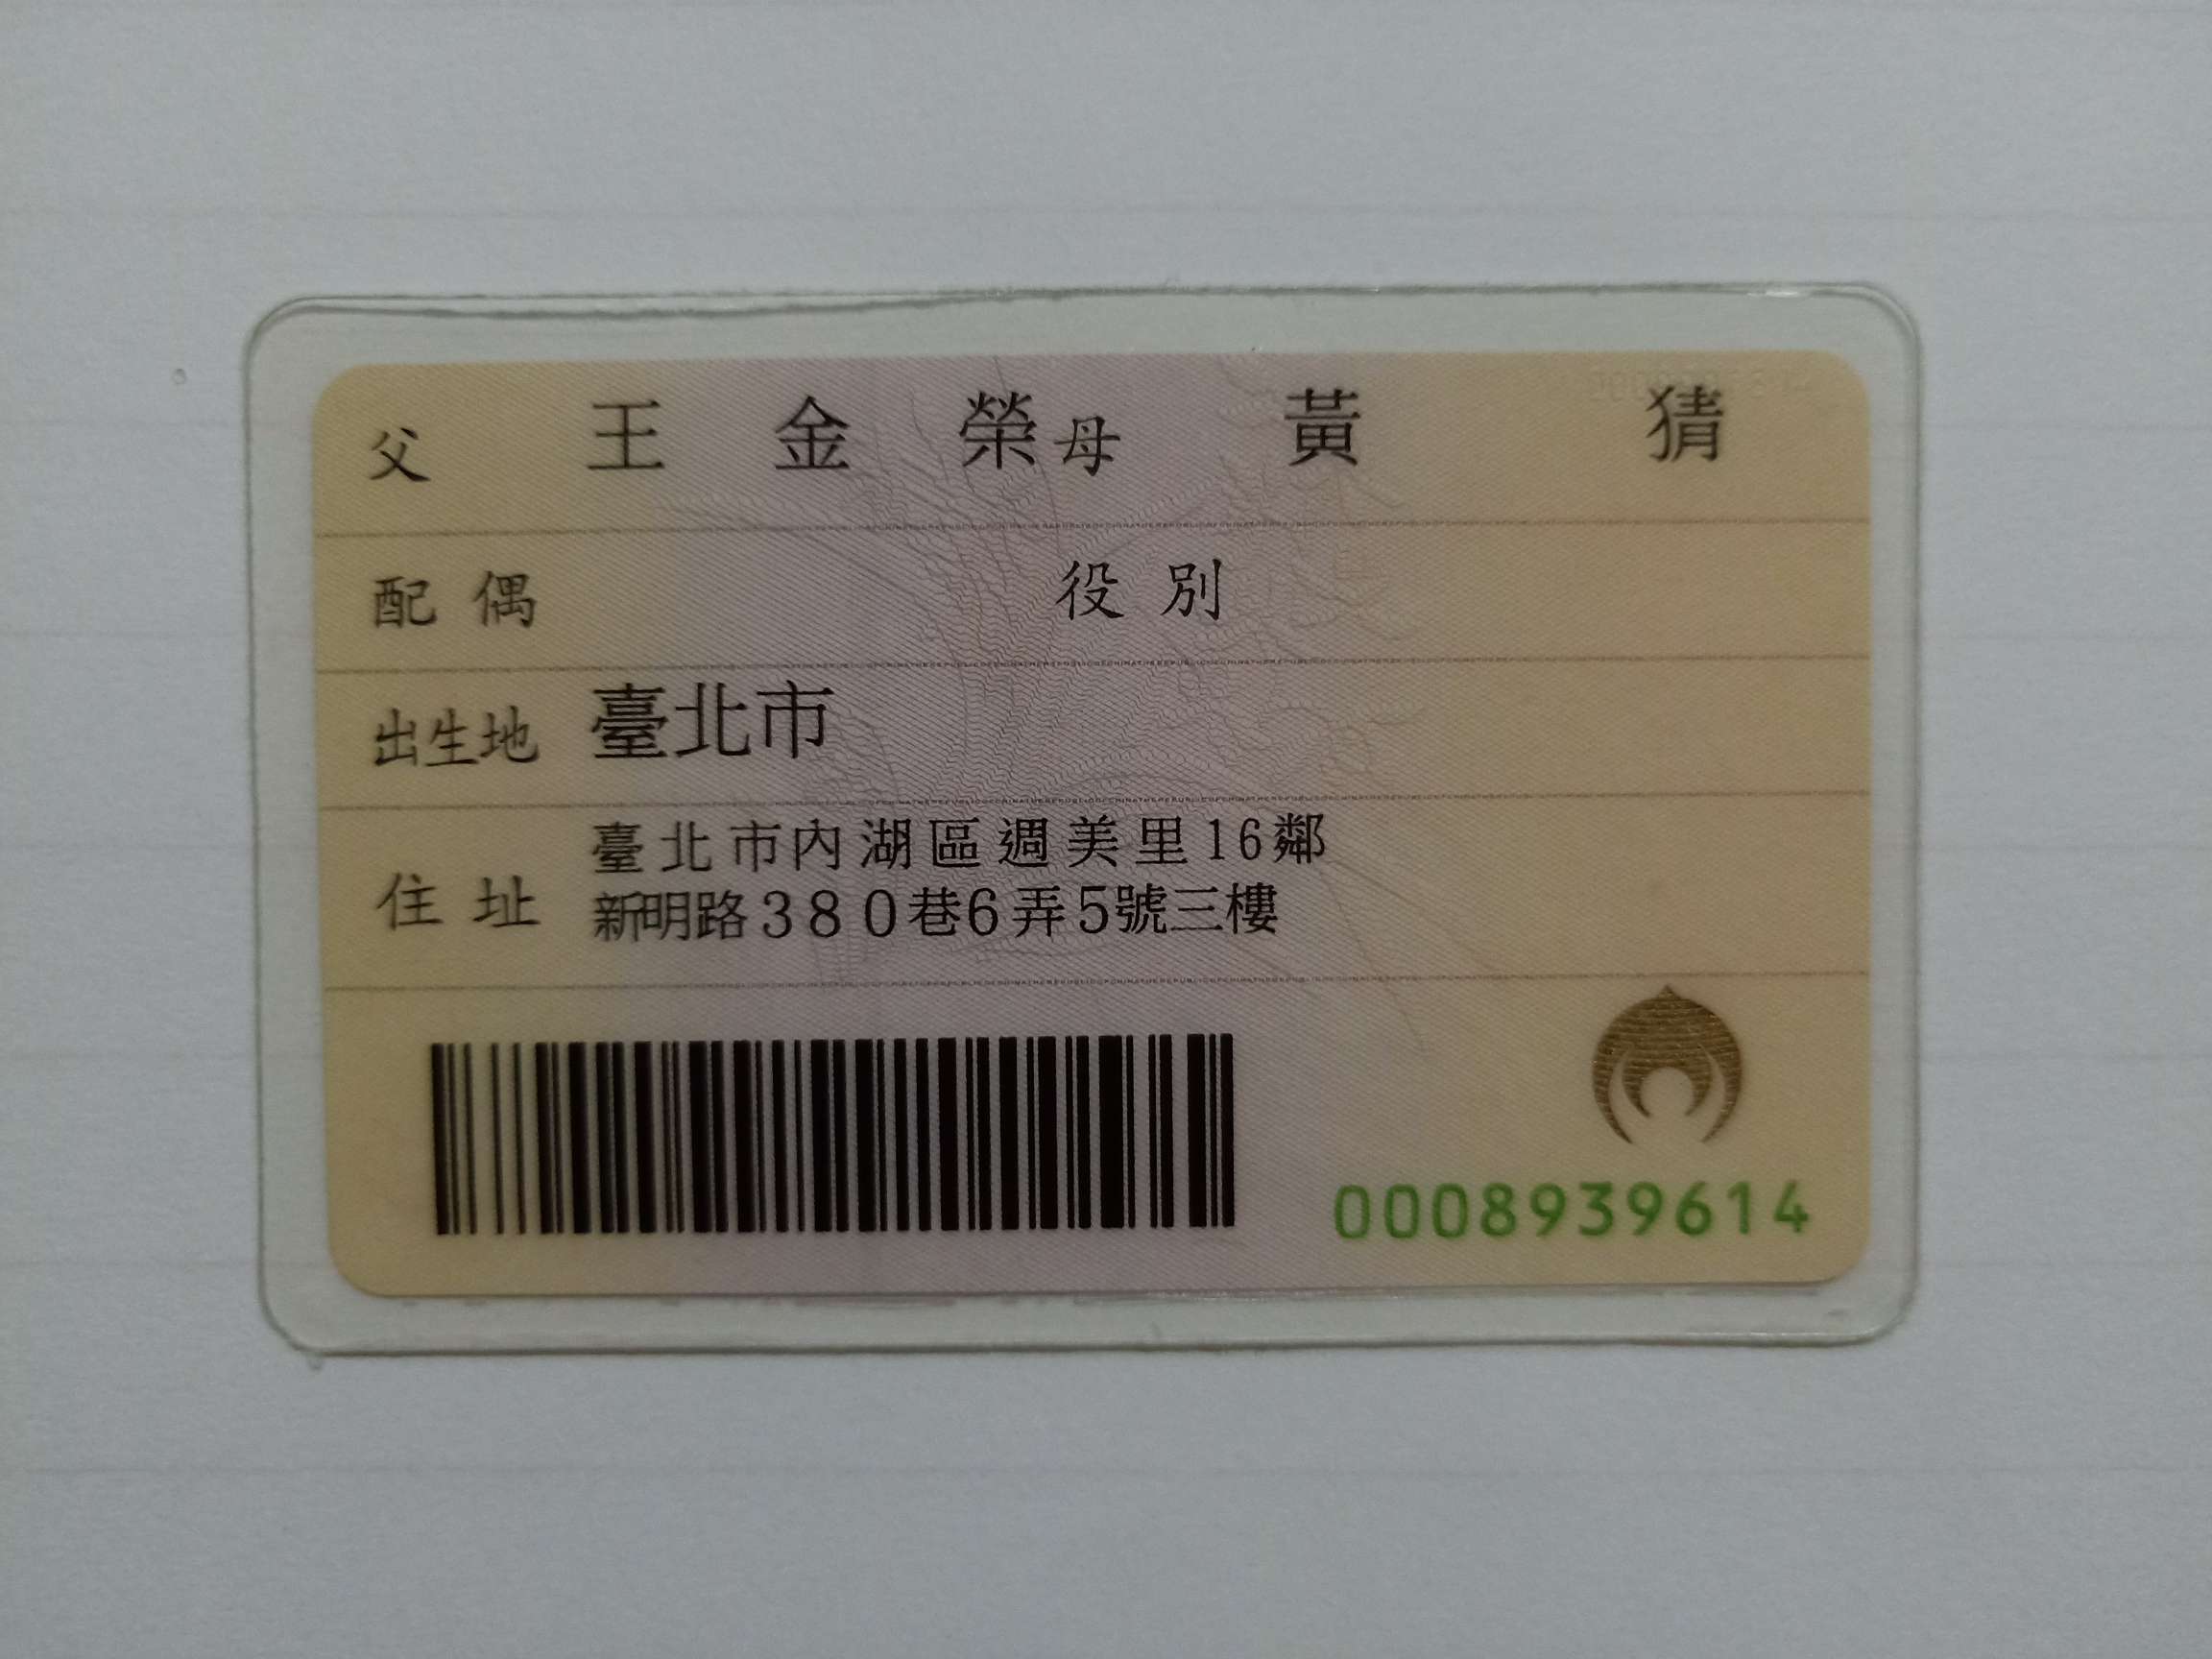 父 王金榮 母 黃猜
配偶 役別
出生地 臺北市
住址 臺北市內湖區週美里16鄰
新明路380巷6弄5號三樓
0008939614